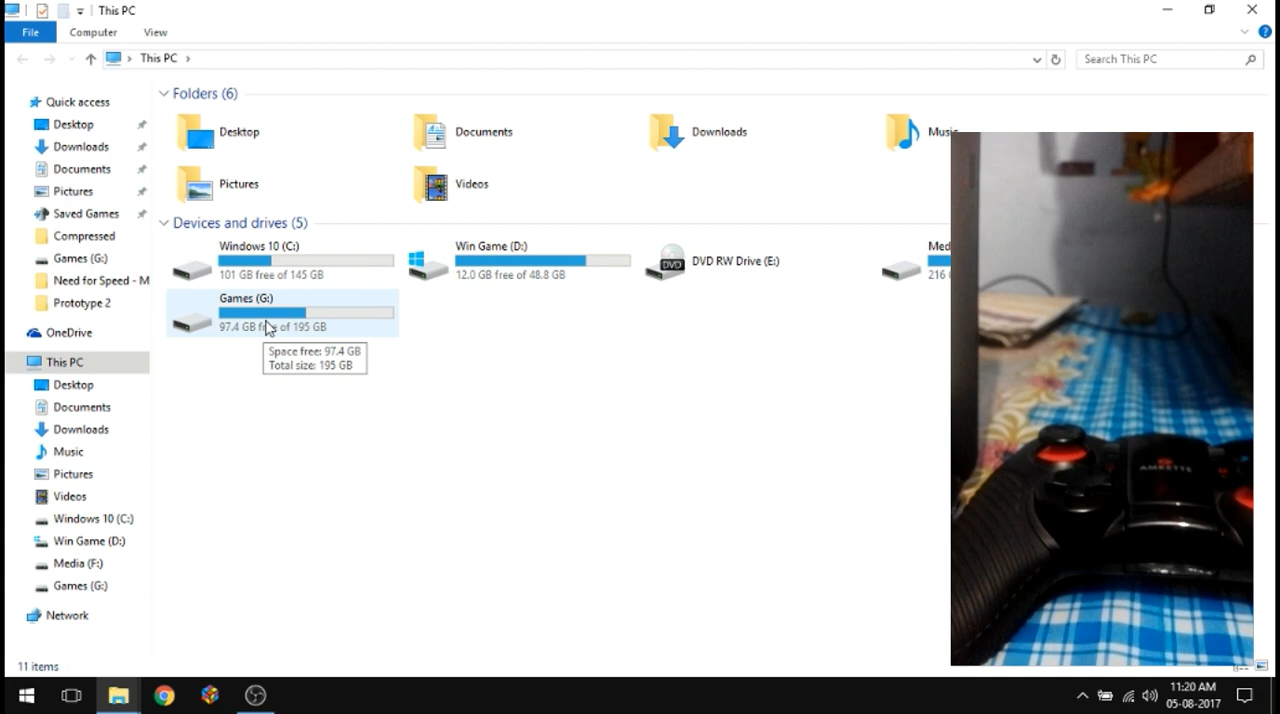 This PC
File
Computer
View
This PC
Search This PC
Quick access
Desktop
Downloads
Documents
Pictures
Saved Games
Compressed
Games (G:)
Need for Speed - M
Prototype 2
OneDrive
This PC
Desktop
Documents
Downloads
Music
Pictures
Videos
Windows 10 (C:)
Win Game (D:)
Media (F:)
Games (G:)
Network
Folders (6)
Desktop
Documents
Downloads
Music
Pictures
Videos
Devices and drives (5)
Windows 10 (C:)
101 GB free of 145 GB
Win Game (D:)
12.0 GB free of 48.8 GB
DVD RW Drive (E:)
DVD
Med
216
Games (G:)
97.4 GB free of 195 GB
Space free: 97.4 GB
Total size: 195 GB
AMKETTE
11 items
11:20 AM
05-08-2017